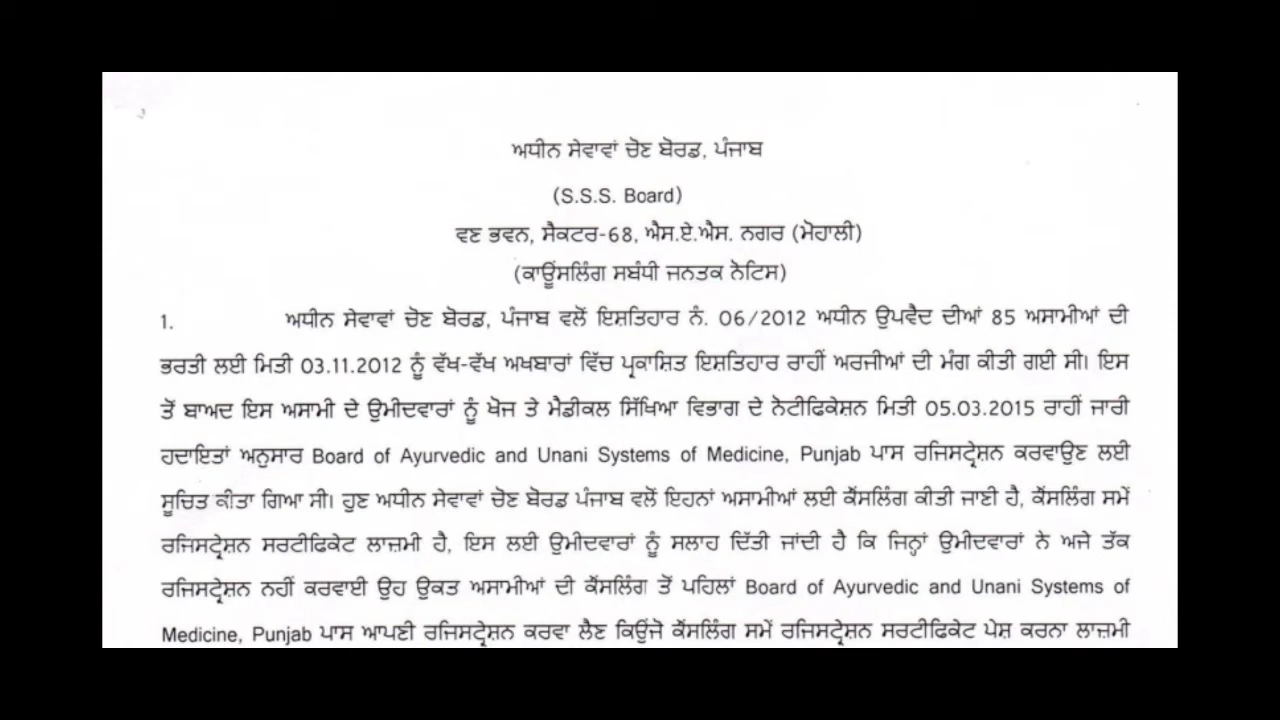 ਅਧੀਨ ਸੇਵਾਵਾਂ ਚੋਣ ਬੋਰਡ, ਪੰਜਾਬ
(S.S.S. Board)
ਵਣ ਭਵਨ, ਸੈਕਟਰ-68, ਐਸ.ਏ.ਐਸ. ਨਗਰ (ਮੋਹਾਲੀ)
(ਕਾਊਂਸਲਿੰਗ ਸਬੰਧੀ ਜਨਤਕ ਨੋਟਿਸ)
1. ਅਧੀਨ ਸੇਵਾਵਾਂ ਚੋਣ ਬੋਰਡ, ਪੰਜਾਬ ਵਲੋਂ ਇਸ਼ਤਿਹਾਰ ਨੰ. 06/2012 ਅਧੀਨ ਉਪਵੈਦ ਦੀਆਂ 85 ਅਸਾਮੀਆਂ ਦੀ
ਭਰਤੀ ਲਈ ਮਿਤੀ 03.11.2012 ਨੂੰ ਵੱਖ-ਵੱਖ ਅਖਬਾਰਾਂ ਵਿੱਚ ਪ੍ਰਕਾਸ਼ਿਤ ਇਸ਼ਤਿਹਾਰ ਰਾਹੀਂ ਅਰਜੀਆਂ ਦੀ ਮੰਗ ਕੀਤੀ ਗਈ ਸੀ। ਇਸ
ਤੋਂ ਬਾਅਦ ਇਸ ਅਸਾਮੀ ਦੇ ਉਮੀਦਵਾਰਾਂ ਨੂੰ ਖੋਜ ਤੇ ਮੈਡੀਕਲ ਸਿੱਖਿਆ ਵਿਭਾਗ ਦੇ ਨੋਟੀਫਿਕੇਸ਼ਨ ਮਿਤੀ 05.03.2015 ਰਾਹੀਂ ਜਾਰੀ
ਹਦਾਇਤਾਂ ਅਨੁਸਾਰ Board of Ayurvedic and Unani Systems of Medicine, Punjab ਪਾਸ ਰਜਿਸਟ੍ਰੇਸ਼ਨ ਕਰਵਾਉਣ ਲਈ
ਸੂਚਿਤ ਕੀਤਾ ਗਿਆ ਸੀ। ਹੁਣ ਅਧੀਨ ਸੇਵਾਵਾਂ ਚੋਣ ਬੋਰਡ ਪੰਜਾਬ ਵਲੋਂ ਇਹਨਾਂ ਅਸਾਮੀਆਂ ਲਈ ਕੌਂਸਲਿੰਗ ਕੀਤੀ ਜਾਣੀ ਹੈ, ਕੌਂਸਲਿੰਗ ਸਮੇਂ
ਰਜਿਸਟ੍ਰੇਸ਼ਨ ਸਰਟੀਫਿਕੇਟ ਲਾਜ਼ਮੀ ਹੈ, ਇਸ ਲਈ ਉਮੀਦਵਾਰਾਂ ਨੂੰ ਸਲਾਹ ਦਿੱਤੀ ਜਾਂਦੀ ਹੈ ਕਿ ਜਿਨ੍ਹਾਂ ਉਮੀਦਵਾਰਾਂ ਨੇ ਅਜੇ ਤੱਕ
ਰਜਿਸਟ੍ਰੇਸ਼ਨ ਨਹੀਂ ਕਰਵਾਈ ਉਹ ਉਕਤ ਅਸਾਮੀਆਂ ਦੀ ਕੌਂਸਲਿੰਗ ਤੋਂ ਪਹਿਲਾਂ Board of Ayurvedic and Unani Systems of
Medicine, Punjab ਪਾਸ ਆਪਣੀ ਰਜਿਸਟ੍ਰੇਸ਼ਨ ਕਰਵਾ ਲੈਣ ਕਿਉਂਜੋ ਕੌਂਸਲਿੰਗ ਸਮੇਂ ਰਜਿਸਟ੍ਰੇਸ਼ਨ ਸਰਟੀਫਿਕੇਟ ਪੇਸ਼ ਕਰਨਾ ਲਾਜ਼ਮੀ